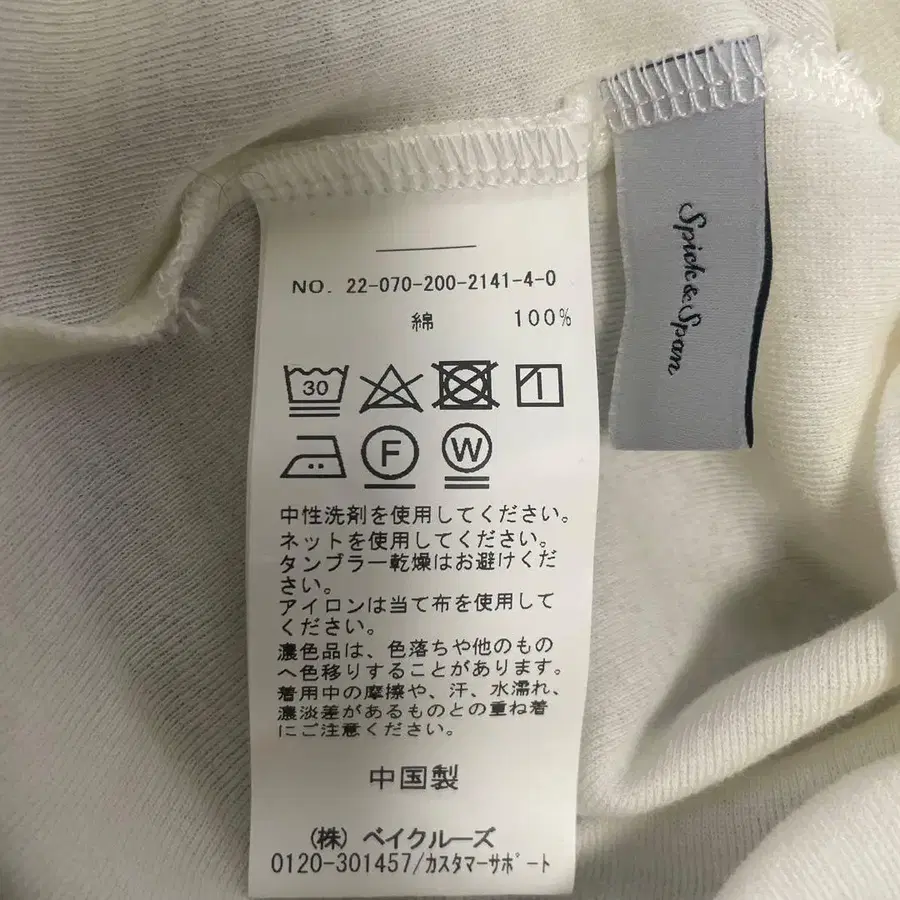 NO. 22-070-200-2141-4-0
綿 100%
30
F W
中性洗剤を使用してください。
ネットを使用してください。
タンブラー乾燥はお避けくだ
さい。
アイロンは当て布を使用して
ください。
濃色品は、色落ちや他のもの
へ色移りすることがあります。
着用中の摩擦や、汗、水濡れ、
濃淡差があるものとの重ね着
にご注意ください。
中国製
(株) ベイクルーズ
0120-301457/カスタマーサポート
Spick&Span